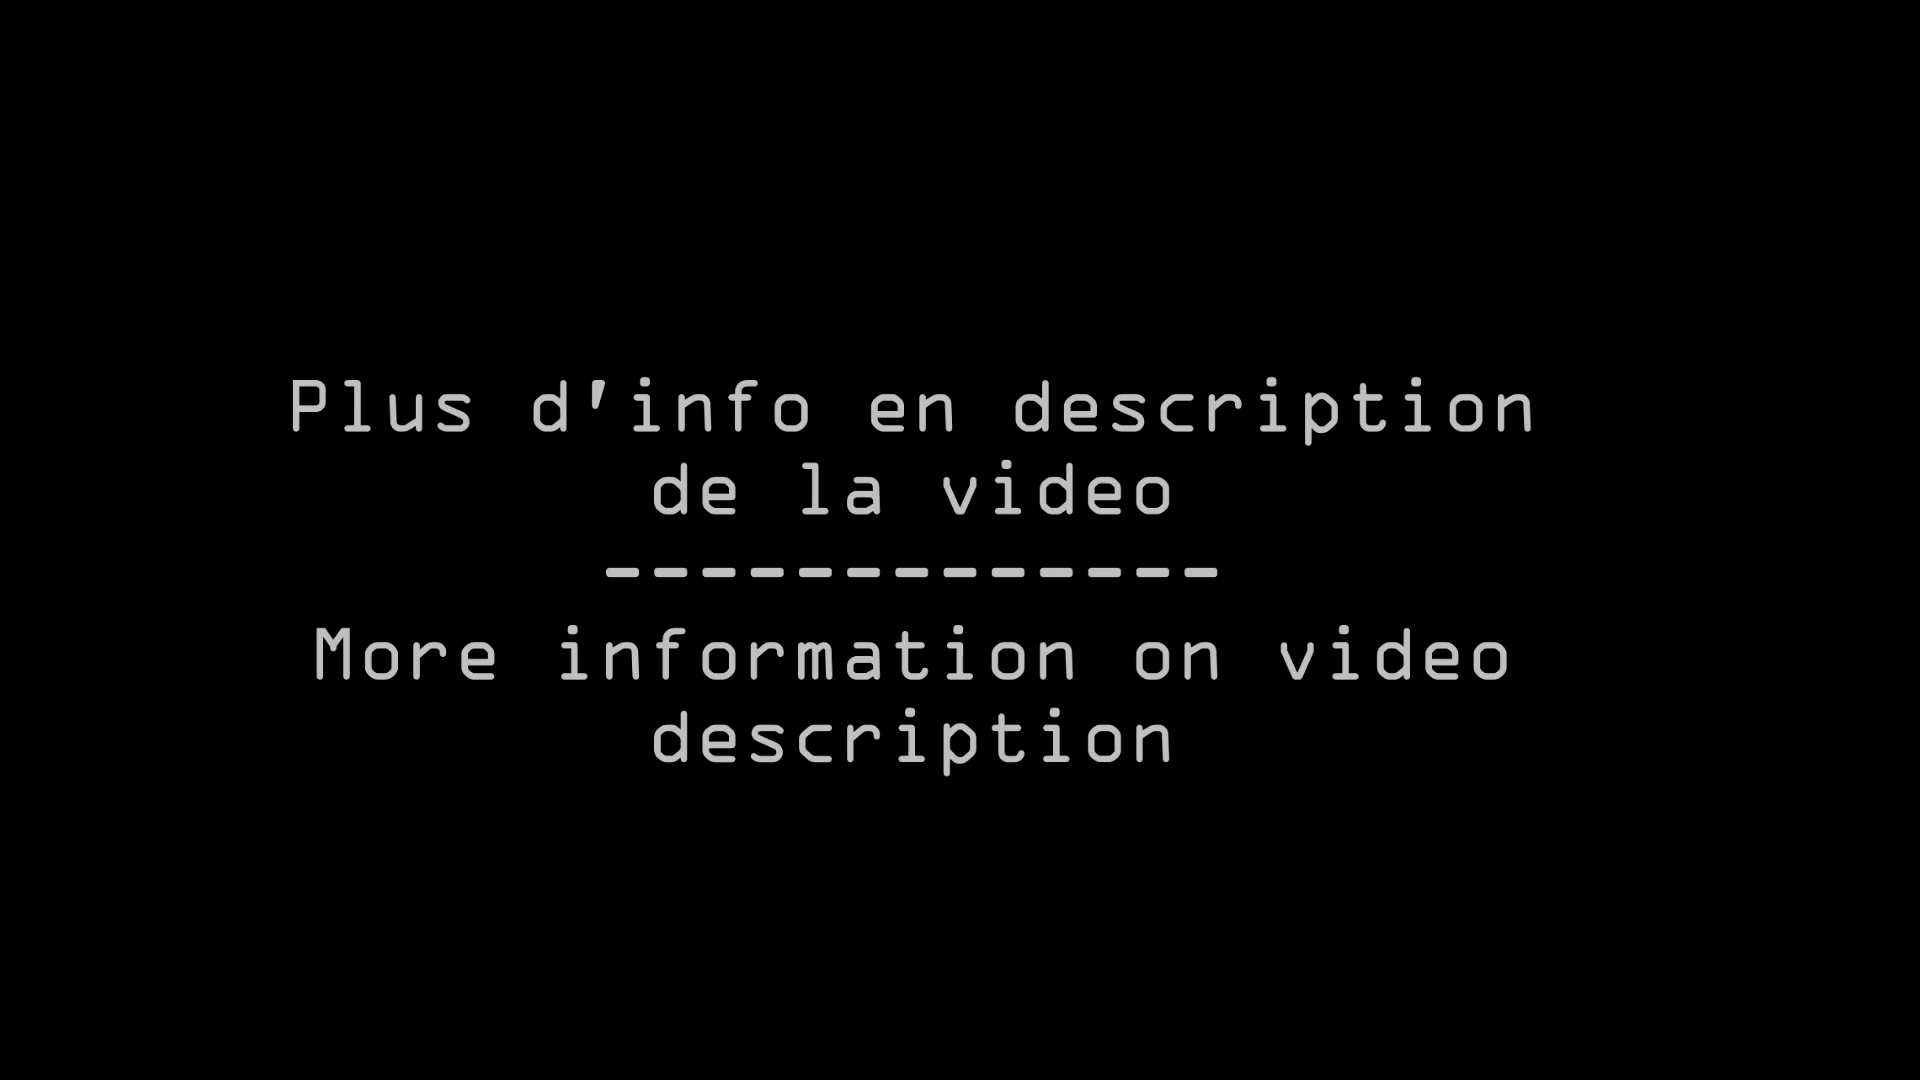 Plus d'info en description
de la video
-------------
More information on video
description